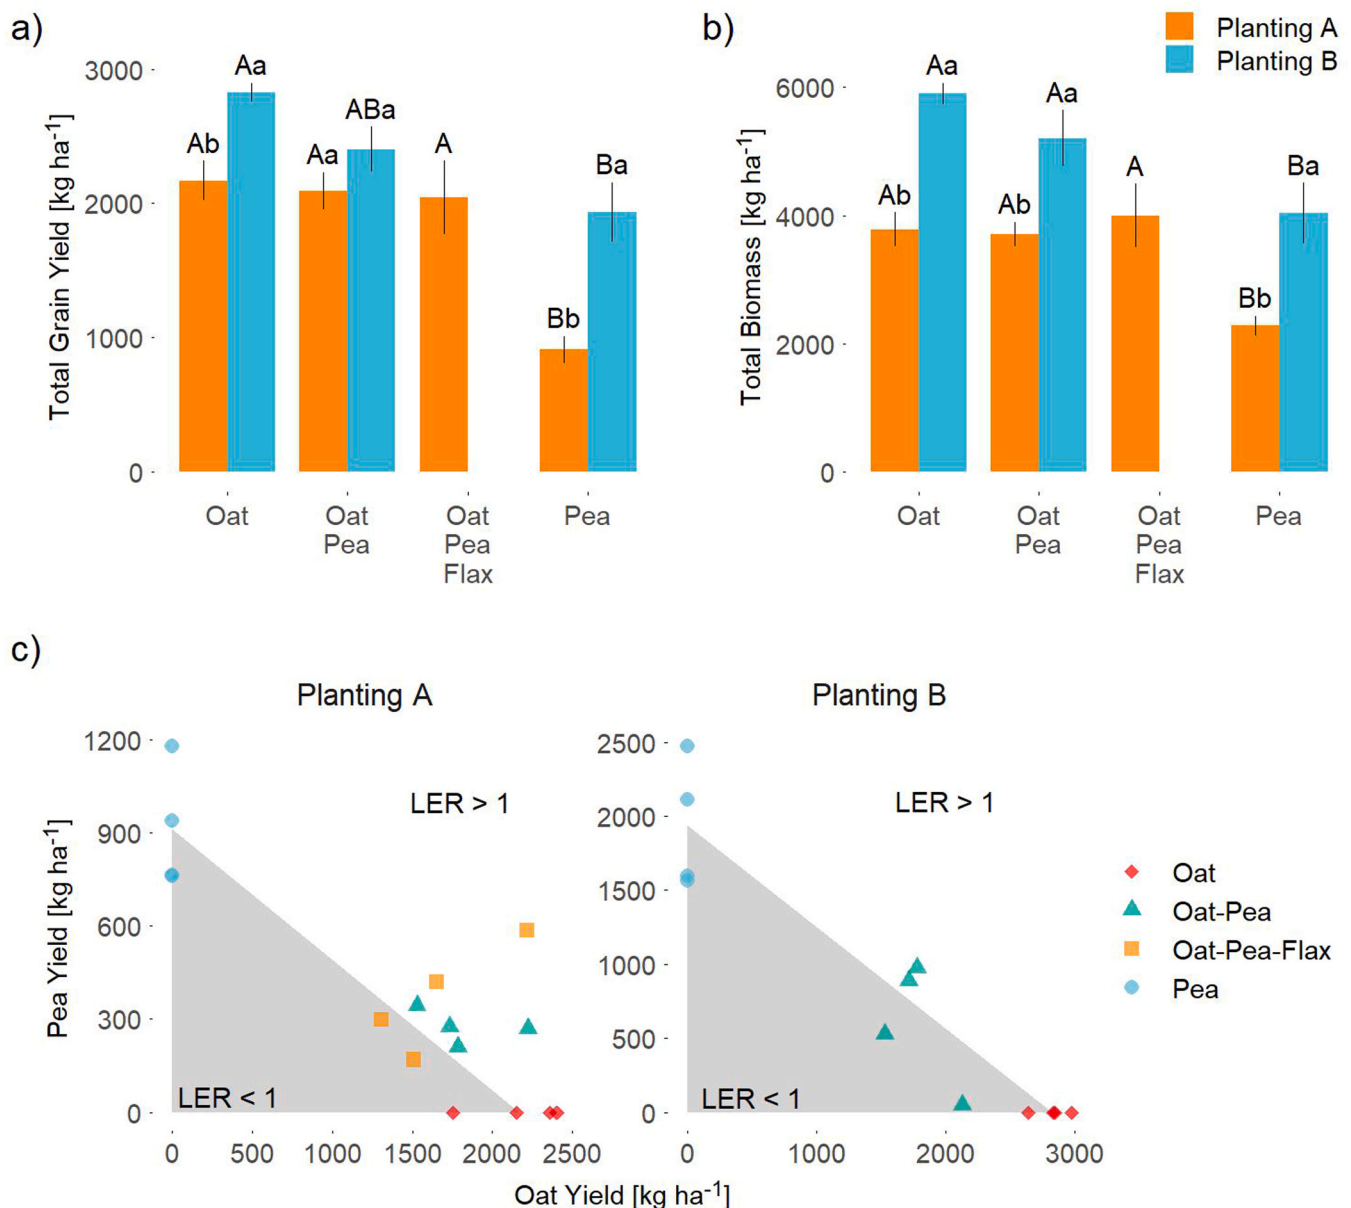 a)
Total Grain Yield [kg ha⁻¹]
3000
2000
1000
0
Ab
Aa
Aa
ABa
A
Bb
Ba
Oat
Oat
Pea
Oat
Pea
Flax
Pea
b)
Planting A
Planting B
Total Biomass [kg ha⁻¹]
6000
4000
2000
0
Ab
Aa
Ab
Aa
A
Bb
Ba
Oat
Oat
Pea
Oat
Pea
Flax
Pea
c)
Planting A
Pea Yield [kg ha⁻¹]
1200
900
600
300
0
LER > 1
LER < 1
0 500 1000 1500 2000 2500
Planting B
2500
2000
1500
1000
500
0
LER > 1
LER < 1
0 1000 2000 3000
Oat Yield [kg ha⁻¹]
Oat
Oat-Pea
Oat-Pea-Flax
Pea